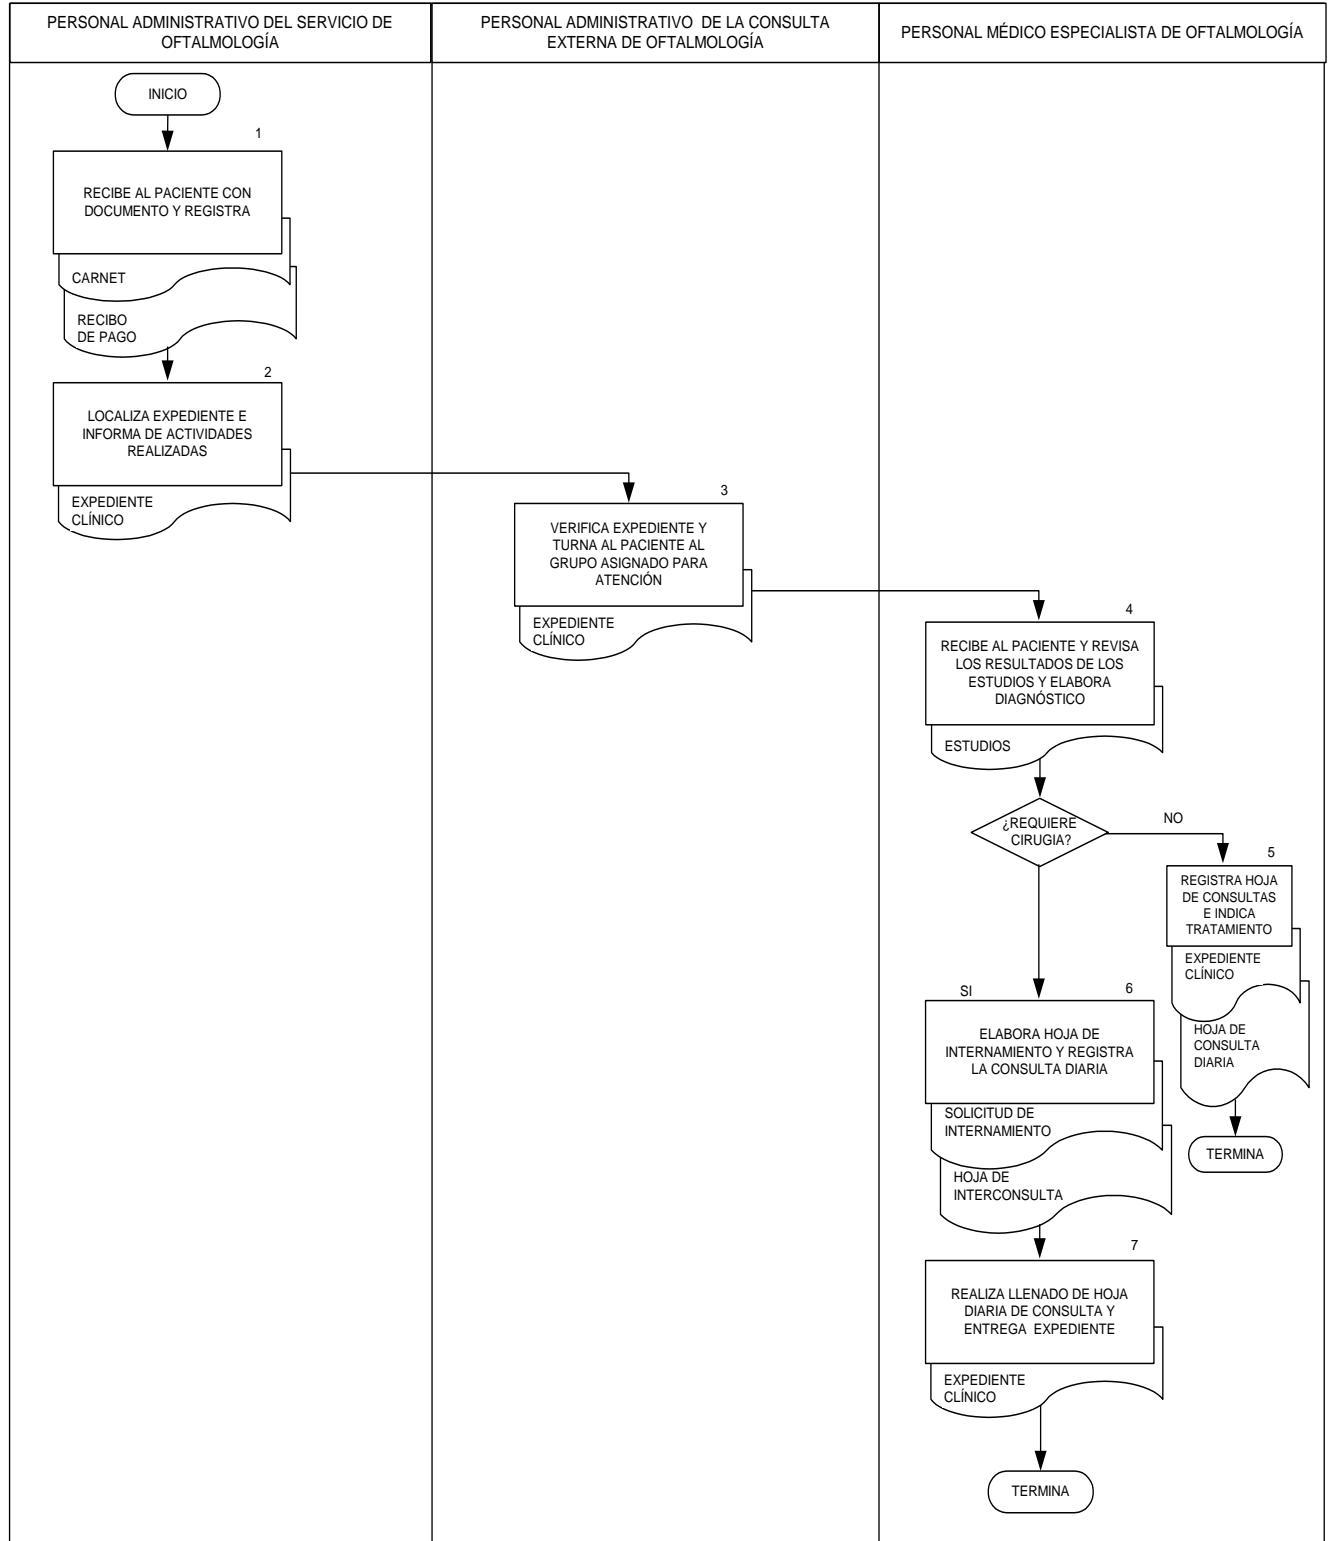 PERSONAL ADMINISTRATIVO DEL SERVICIO DE
OFTALMOLOGÍA
PERSONAL ADMINISTRATIVO DE LA CONSULTA
EXTERNA DE OFTALMOLOGÍA
PERSONAL MÉDICO ESPECIALISTA DE OFTALMOLOGÍA
INICIO
1
RECIBE AL PACIENTE CON
DOCUMENTO Y REGISTRA
CARNET
RECIBO
DE PAGO
2
LOCALIZA EXPEDIENTE E
INFORMA DE ACTIVIDADES
REALIZADAS
EXPEDIENTE
CLÍNICO
3
VERIFICA EXPEDIENTE Y
TURNA AL PACIENTE AL
GRUPO ASIGNADO PARA
ATENCIÓN
EXPEDIENTE
CLÍNICO
4
RECIBE AL PACIENTE Y REVISA
LOS RESULTADOS DE LOS
ESTUDIOS Y ELABORA
DIAGNÓSTICO
ESTUDIOS
¿REQUIERE
CIRUGIA?
NO
5
REGISTRA HOJA
DE CONSULTAS
E INDICA
TRATAMIENTO
EXPEDIENTE
CLÍNICO
HOJA DE
CONSULTA
DIARIA
TERMINA
SI
6
ELABORA HOJA DE
INTERNAMIENTO Y REGISTRA
LA CONSULTA DIARIA
SOLICITUD DE
INTERNAMIENTO
HOJA DE
INTERCONSULTA
7
REALIZA LLENADO DE HOJA
DIARIA DE CONSULTA Y
ENTREGA EXPEDIENTE
EXPEDIENTE
CLÍNICO
TERMINA